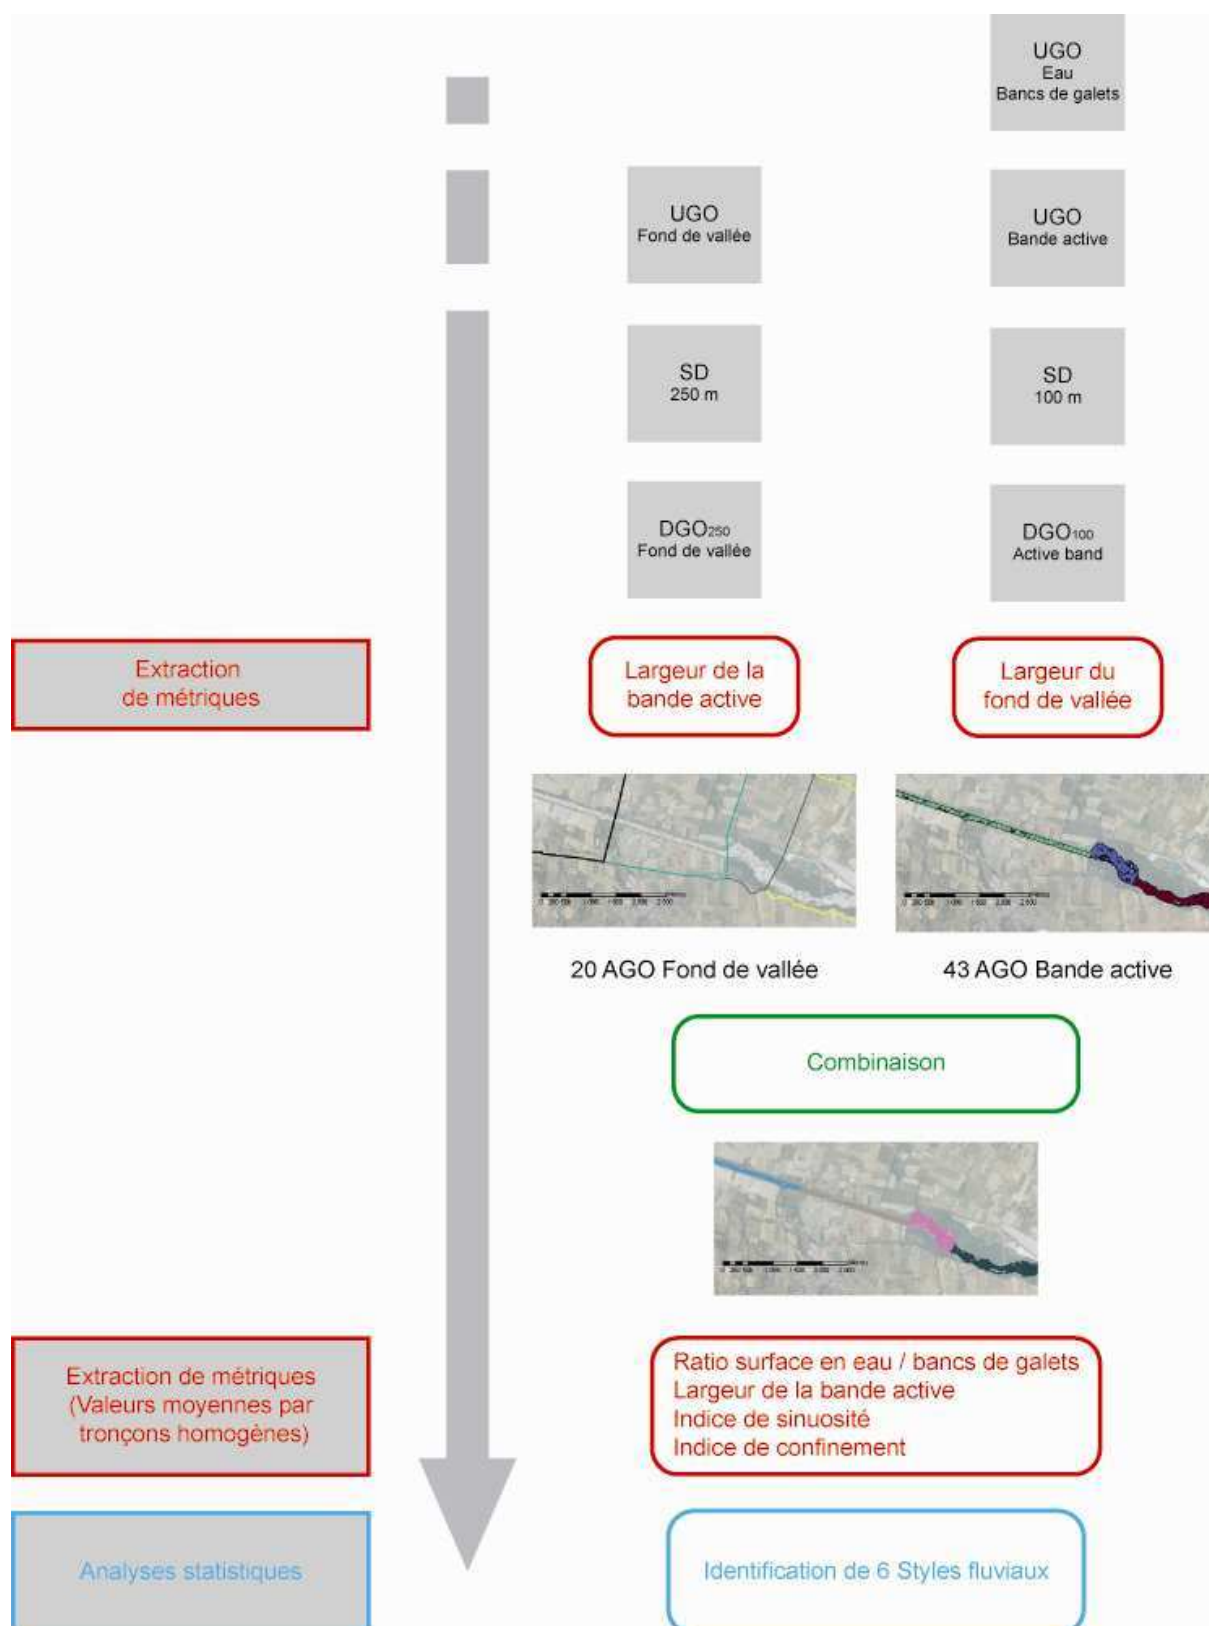 UGO
Eau
Bancs de galets
UGO
Fond de vallée
UGO
Bande active
SD
250 m
SD
100 m
DGO250
Fond de vallée
DGO100
Active band
Extraction
de métriques
Largeur de la
bande active
Largeur du
fond de vallée
20 AGO Fond de vallée
43 AGO Bande active
Combinaison
Extraction de métriques
(Valeurs moyennes par
tronçons homogènes)
Ratio surface en eau / bancs de galets
Largeur de la bande active
Indice de sinuosité
Indice de confinement
Analyses statistiques
Identification de 6 Styles fluviaux